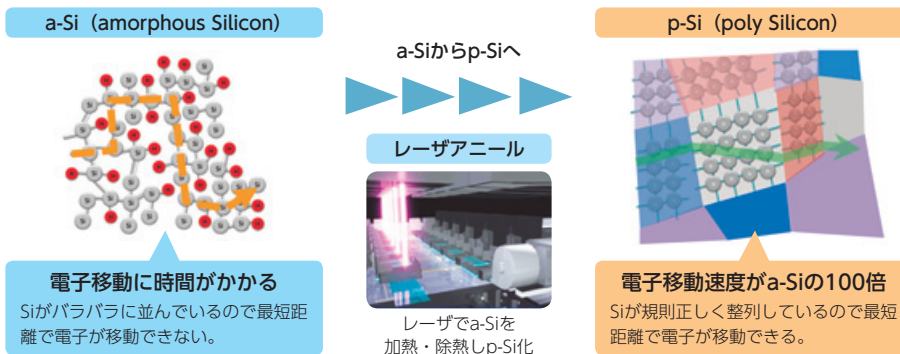 a-Si（amorphous Silicon）
a-Siからp-Siへ
レーザアニール
レーザでa-Siを
加熱・除熱しp-Si化
p-Si（poly Silicon）
電子移動に時間がかかる
Siがバラバラに並んでいるので最短距
離で電子が移動できない。
電子移動速度がa-Siの100倍
Siが規則正しく整列しているので最短
距離で電子が移動できる。